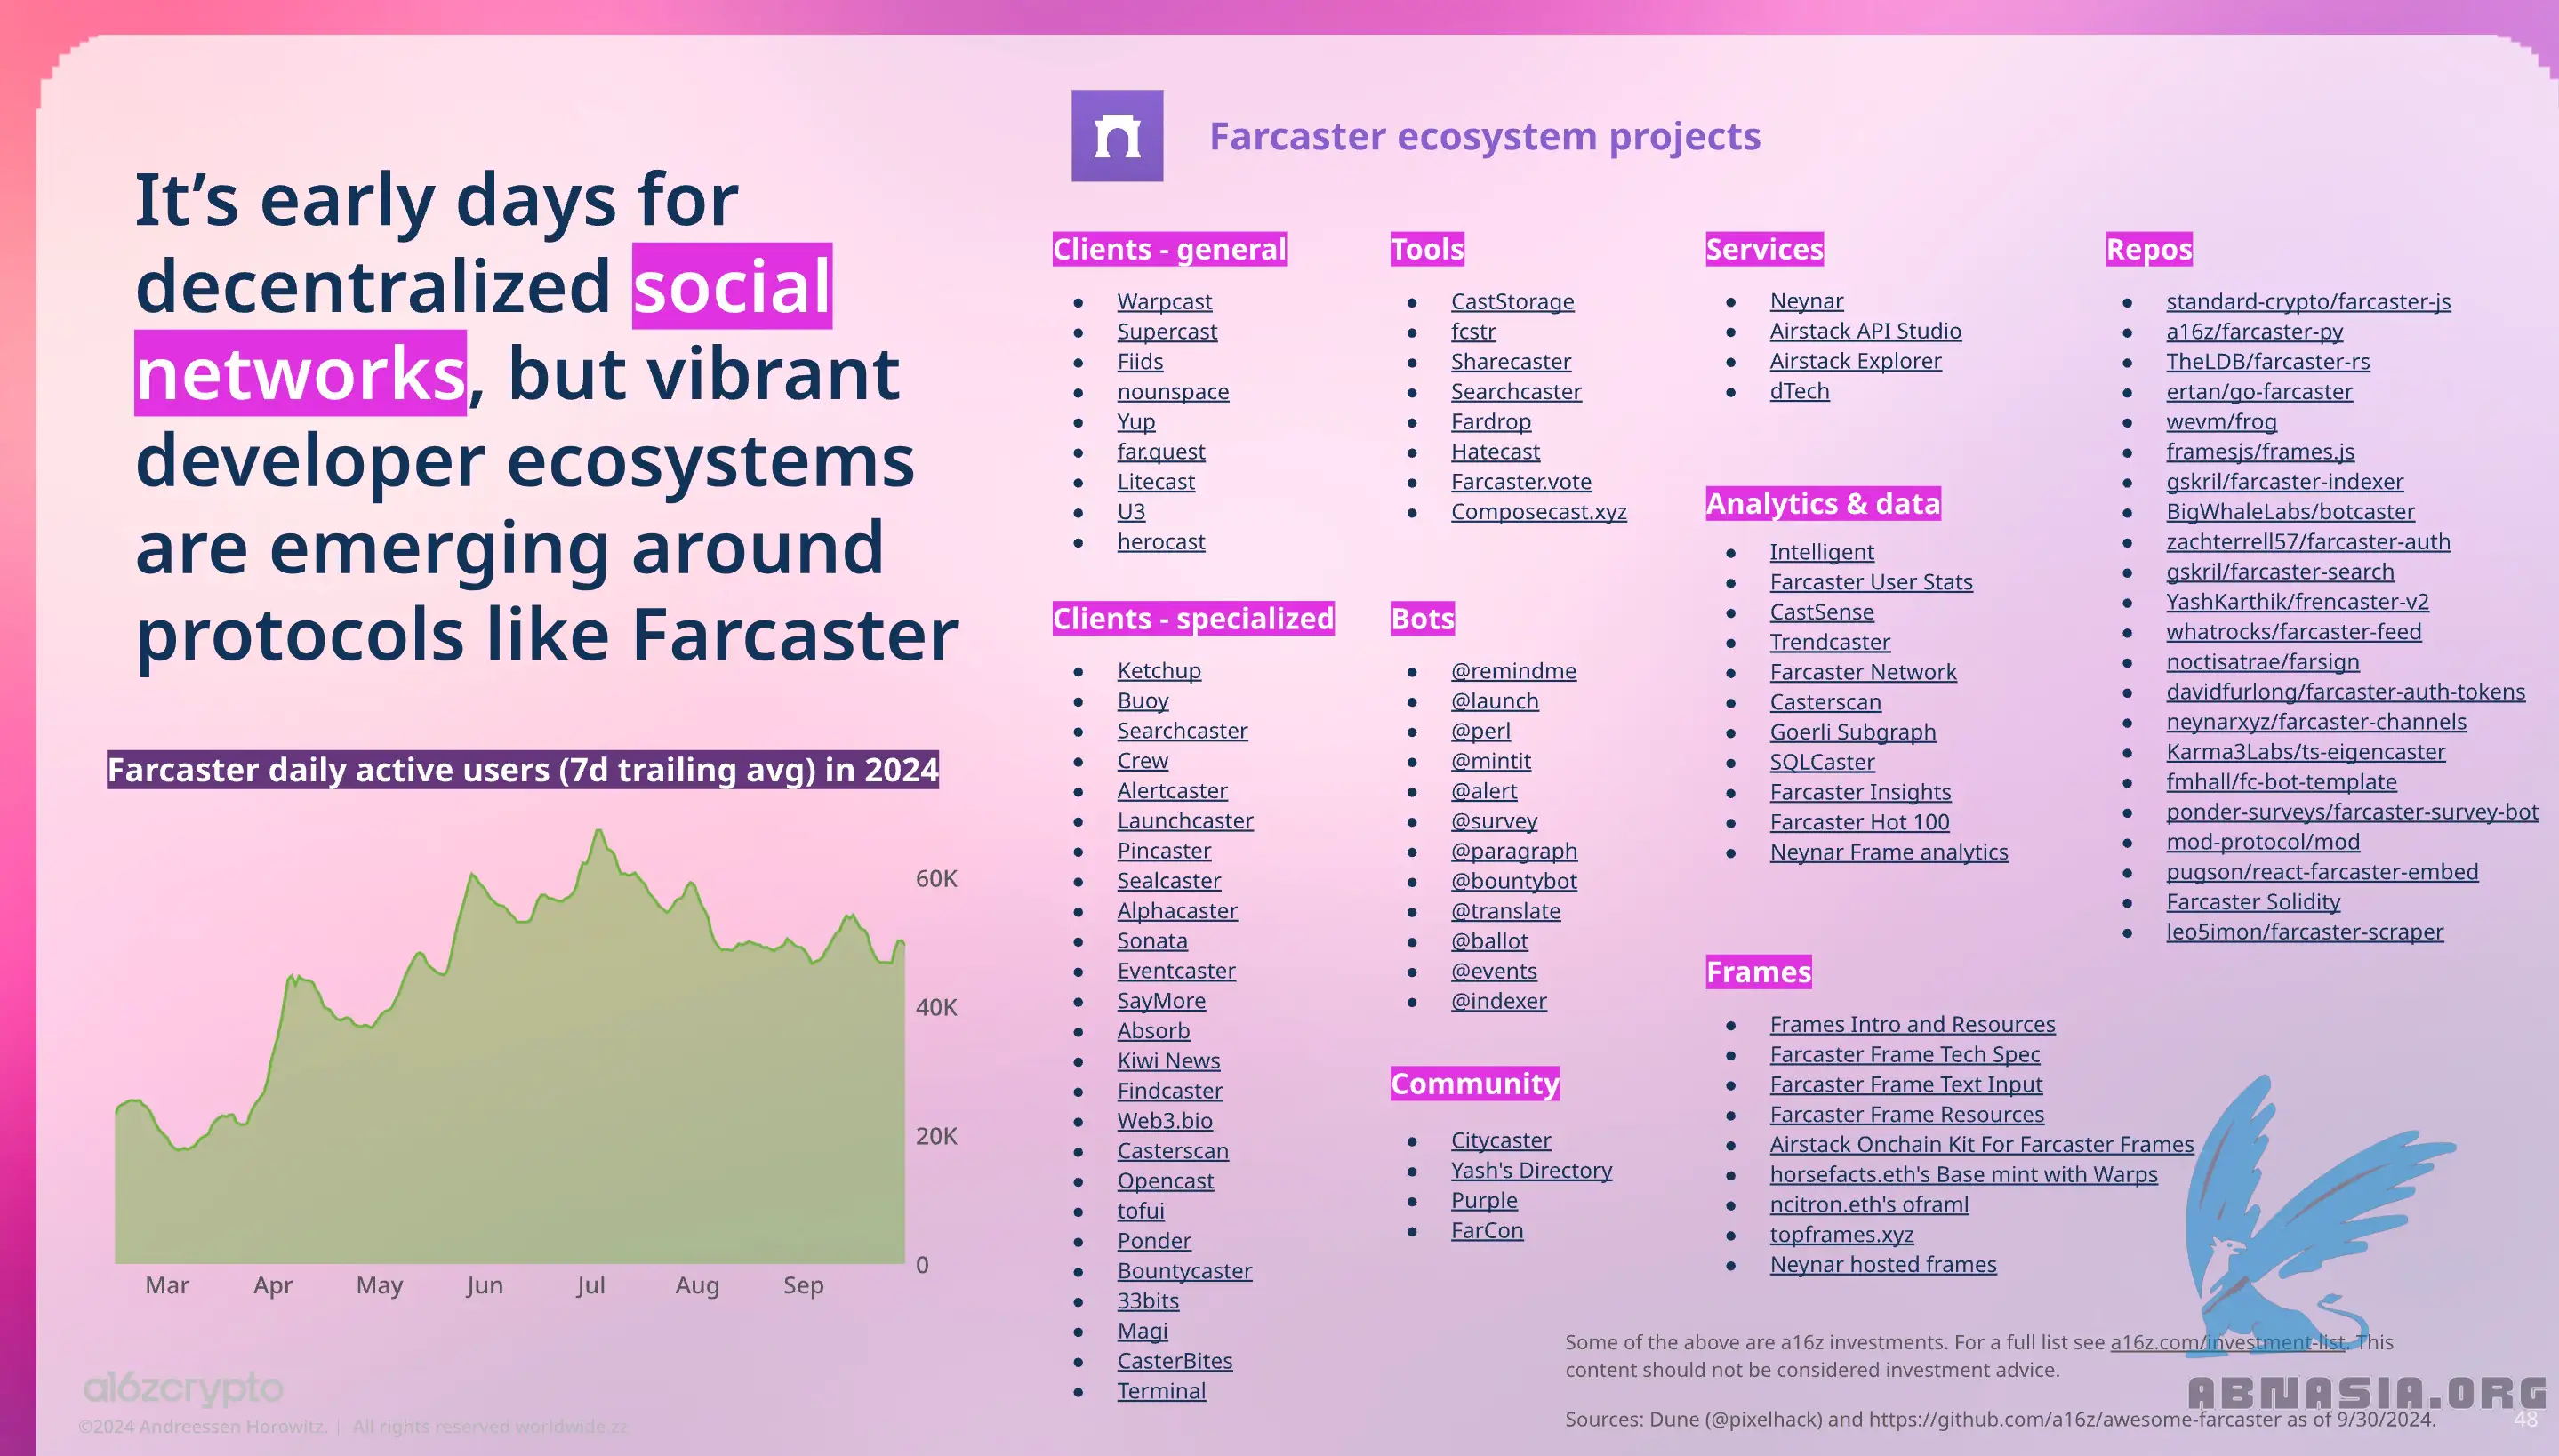 It’s early days for
decentralized social
networks, but vibrant
developer ecosystems
are emerging around
protocols like Farcaster
Farcaster daily active users (7d trailing avg) in 2024
60K
40K
20K
0
Mar Apr May Jun Jul Aug Sep
a16zcrypto
©2024 Andreessen Horowitz. | All rights reserved worldwide.zz
Farcaster ecosystem projects
Clients - general
Warpcast
Supercast
Fiids
nounspace
Yup
far.quest
Litecast
U3
herocast
Clients - specialized
Ketchup
Buoy
Searchcaster
Crew
Alertcaster
Launchcaster
Pincaster
Sealcaster
Alphacaster
Sonata
Eventcaster
SayMore
Absorb
Kiwi News
Findcaster
Web3.bio
Casterscan
Opencast
tofui
Ponder
Bountycaster
33bits
Magi
CasterBites
Terminal
Tools
CastStorage
fcstr
Sharecaster
Searchcaster
Fardrop
Hatecast
Farcaster.vote
Composecast.xyz
Bots
@remindme
@launch
@perl
@mintit
@alert
@survey
@paragraph
@bountybot
@translate
@ballot
@events
@indexer
Community
Citycaster
Yash's Directory
Purple
FarCon
Services
Neynar
Airstack API Studio
Airstack Explorer
dTech
Analytics & data
Intelligent
Farcaster User Stats
CastSense
Trendcaster
Farcaster Network
Casterscan
Goerli Subgraph
SQLCaster
Farcaster Insights
Farcaster Hot 100
Neynar Frame analytics
Frames
Frames Intro and Resources
Farcaster Frame Tech Spec
Farcaster Frame Text Input
Farcaster Frame Resources
Airstack Onchain Kit For Farcaster Frames
horsefacts.eth's Base mint with Warps
ncitron.eth's oframl
topframes.xyz
Neynar hosted frames
Repos
standard-crypto/farcaster-js
a16z/farcaster-py
TheLDB/farcaster-rs
ertan/go-farcaster
wevm/frog
framesjs/frames.js
gskril/farcaster-indexer
BigWhaleLabs/botcaster
zachterrell57/farcaster-auth
gskril/farcaster-search
YashKarthik/frencaster-v2
whatrocks/farcaster-feed
noctisatrae/farsign
davidfurlong/farcaster-auth-tokens
neynarxyz/farcaster-channels
Karma3Labs/ts-eigencaster
fmhall/fc-bot-template
ponder-surveys/farcaster-survey-bot
mod-protocol/mod
pugson/react-farcaster-embed
Farcaster Solidity
leo5imon/farcaster-scraper
Some of the above are a16z investments. For a full list see a16z.com/investment-list. This
content should not be considered investment advice.
ABNASIA.ORG
Sources: Dune (@pixelhack) and https://github.com/a16z/awesome-farcaster as of 9/30/2024.
48